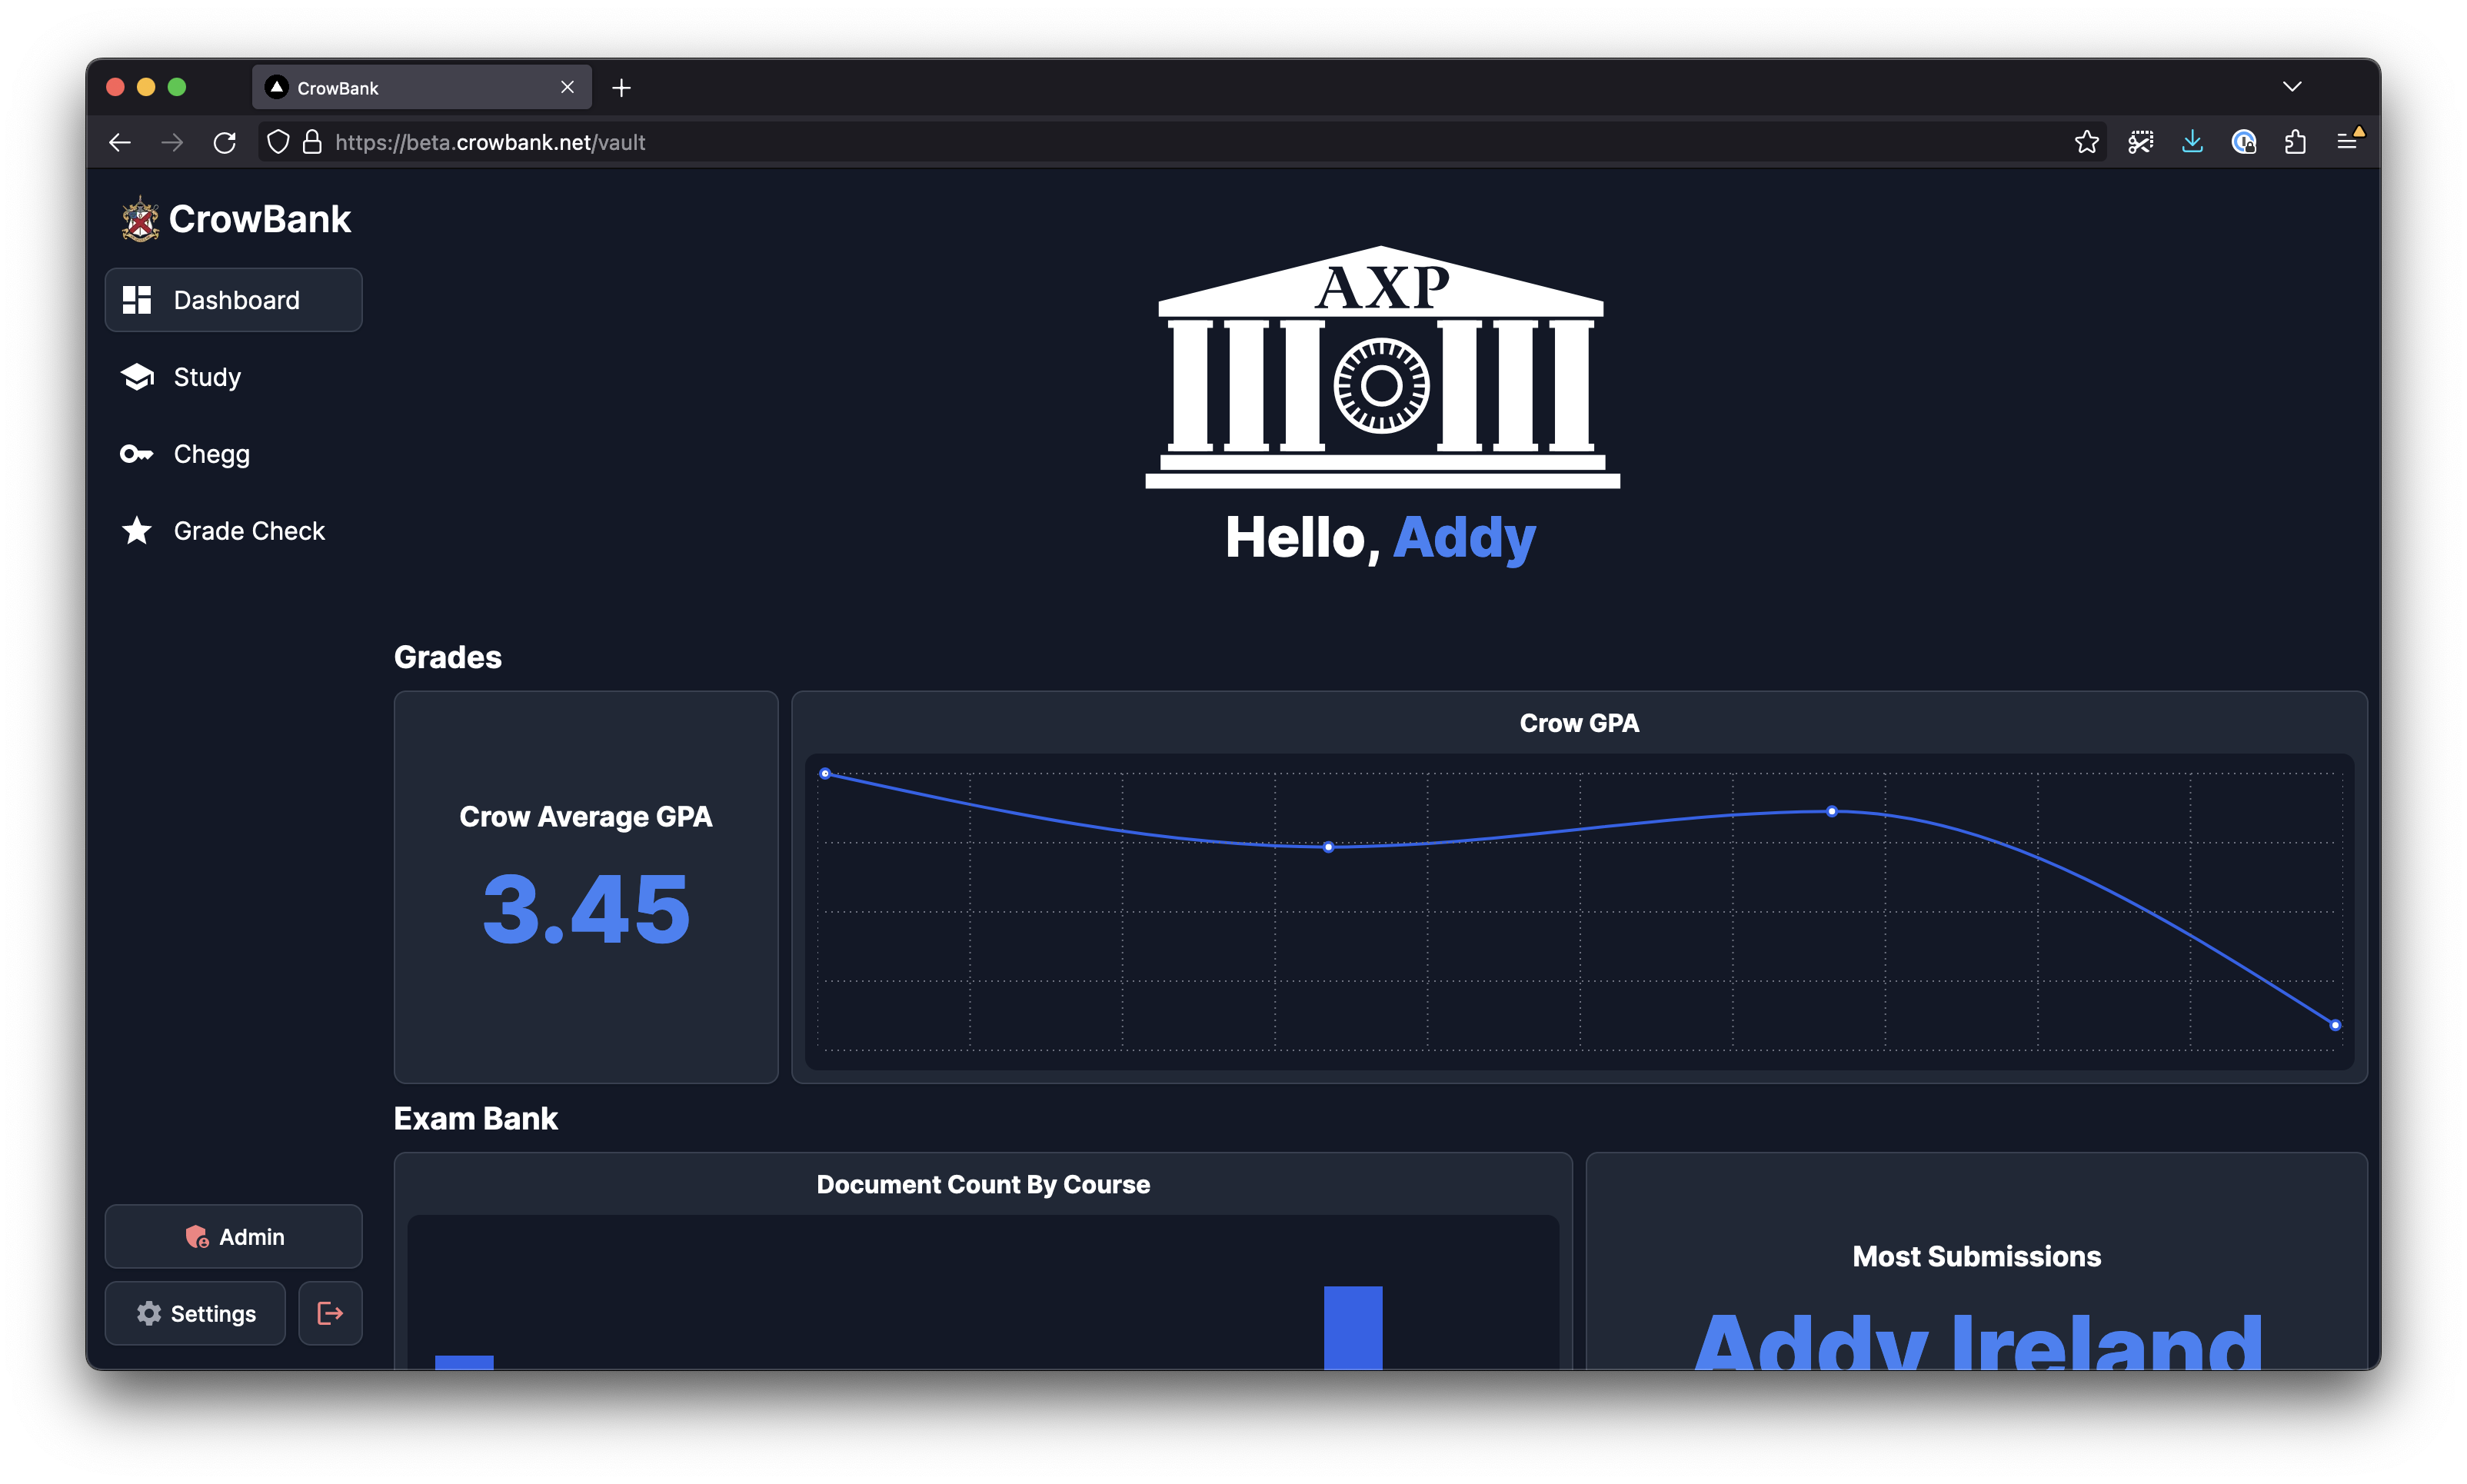 CrowBank
https://beta.crowbank.net/vault
CrowBank
Dashboard
Study
Chegg
Grade Check
Admin
Settings
AXP
Hello, Addy
Grades
Crow Average GPA
3.45
Crow GPA
Exam Bank
Document Count By Course
Most Submissions
Addy Ireland